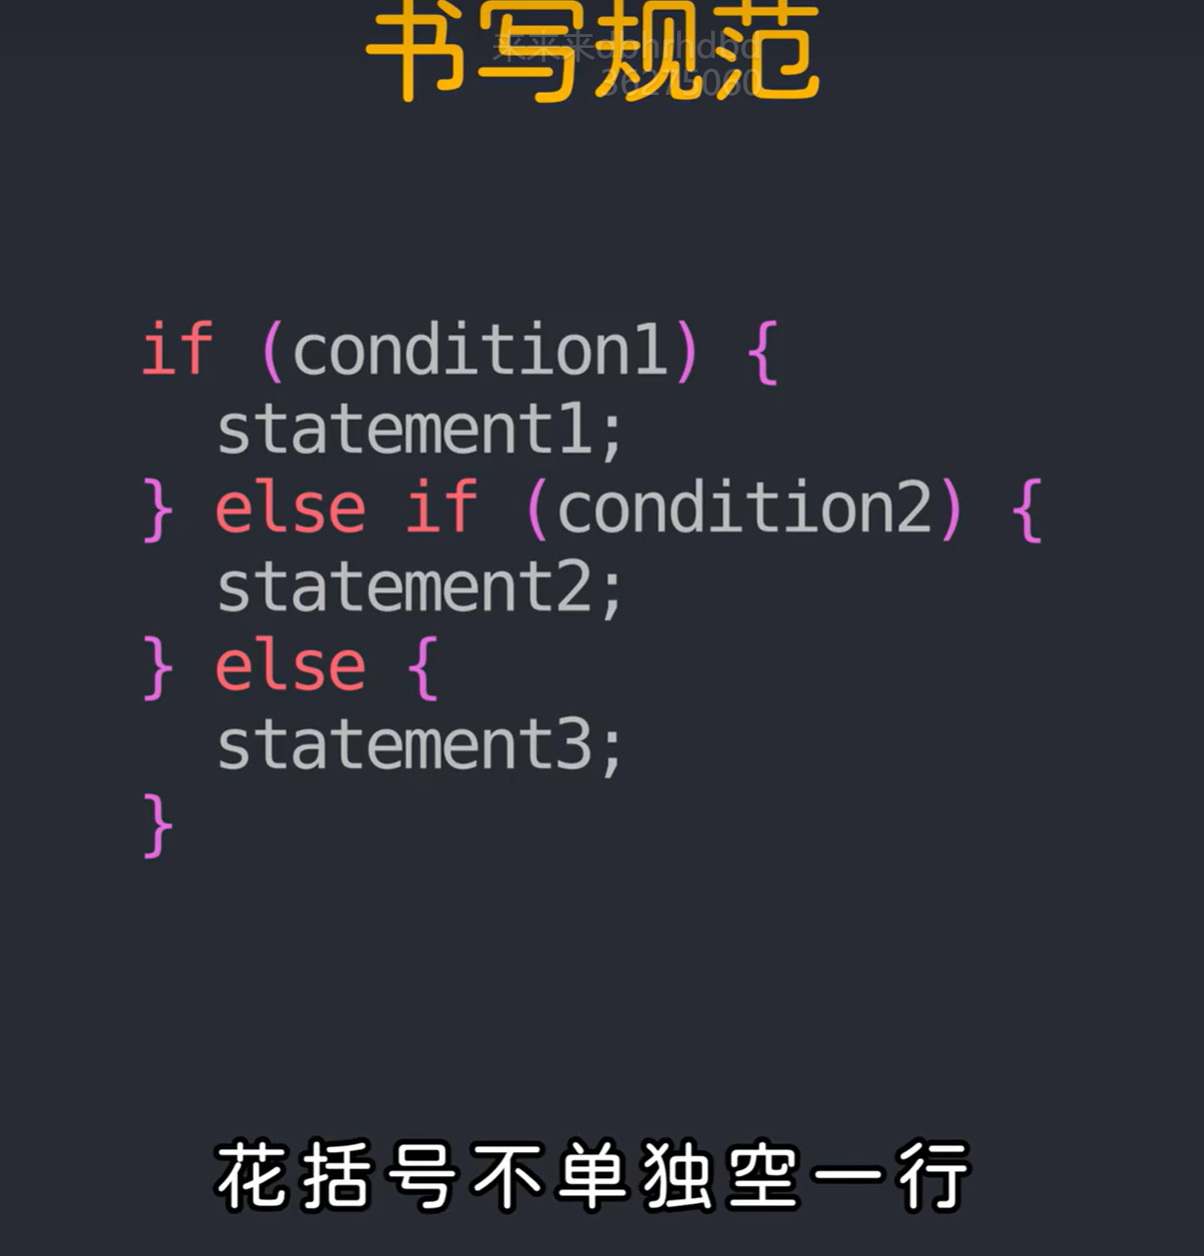 书写规范
if (condition1) {
  statement1;
} else if (condition2) {
  statement2;
} else {
  statement3;
}
花括号不单独空一行